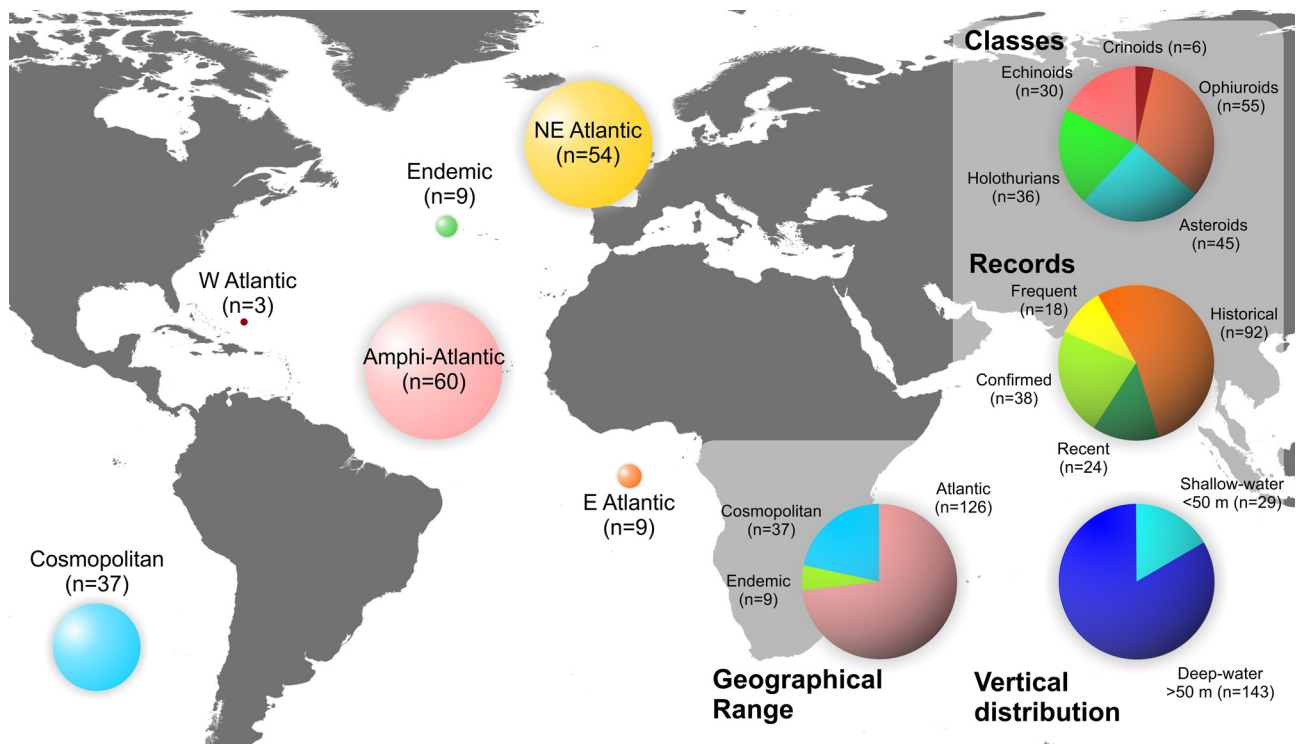 NE Atlantic
(n=54)
Endemic
(n=9)
W Atlantic
(n=3)
Amphi-Atlantic
(n=60)
E Atlantic
(n=9)
Cosmopolitan
(n=37)
Classes
Crinoids (n=6)
Echinoids
(n=30)
Ophiuroids
(n=55)
Holothurians
(n=36)
Asteroids
(n=45)
Records
Frequent
(n=18)
Historical
(n=92)
Confirmed
(n=38)
Recent
(n=24)
Cosmopolitan
(n=37)
Atlantic
(n=126)
Endemic
(n=9)
Geographical
Range
Shallow-water
<50 m (n=29)
Deep-water
>50 m (n=143)
Vertical
distribution